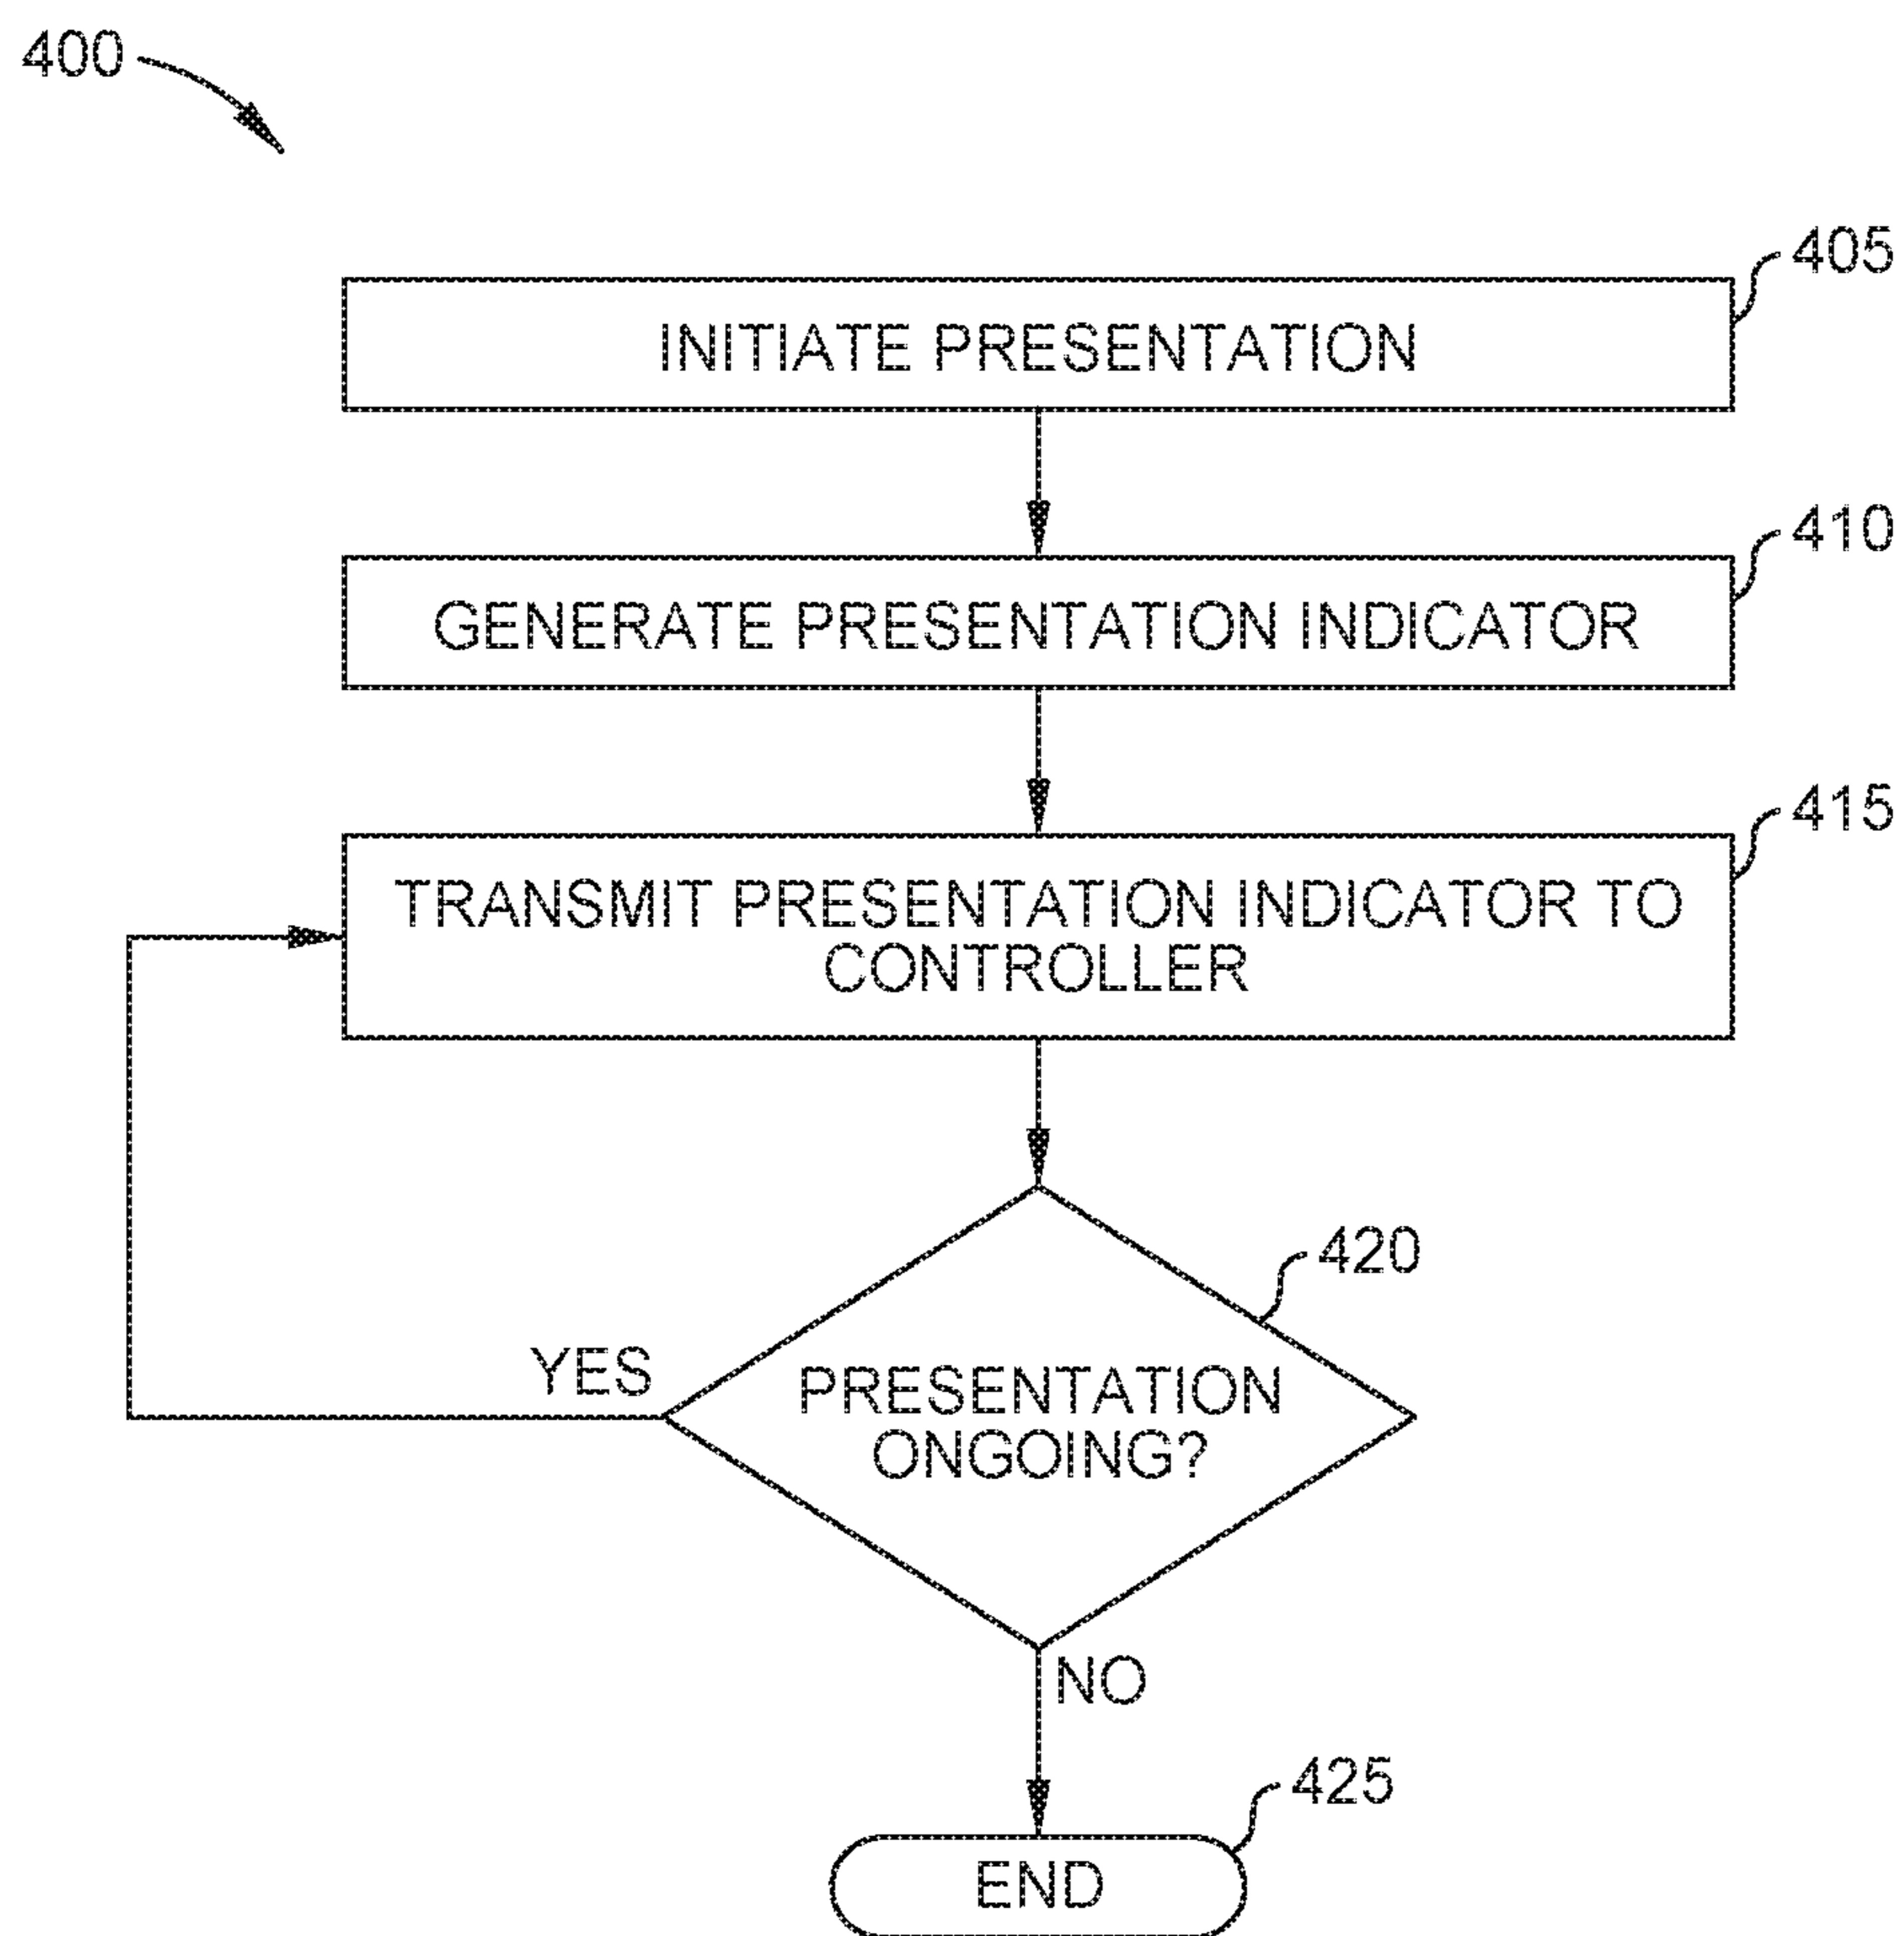 400
405
INITIATE PRESENTATION
410
GENERATE PRESENTATION INDICATOR
415
TRANSMIT PRESENTATION INDICATOR TO
CONTROLLER
420
YES
PRESENTATION
ONGOING?
NO
425
END